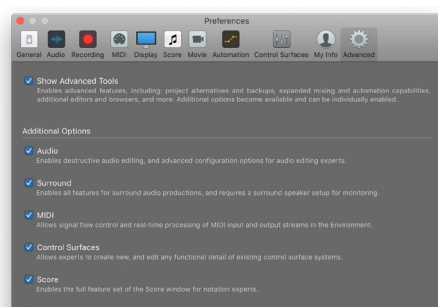 Preferences
General Audio Recording MIDI Display Score Movie Automation Control Surfaces My Info Advanced
Show Advanced Tools
Enables advanced features, including: project alternatives and backups, expanded mixing and automation capabilities,
additional editors and browsers, and more. Additional options become available and can be individually enabled.
Additional Options
Audio
Enables destructive audio editing, and advanced configuration options for audio editing experts.
Surround
Enables all features for surround audio productions, and requires a surround speaker setup for monitoring.
MIDI
Allows signal flow control and real-time processing of MIDI input and output streams in the Environment.
Control Surfaces
Allows experts to create new, and edit any functional detail of existing control surface systems.
Score
Enables the full feature set of the Score window for notation experts.